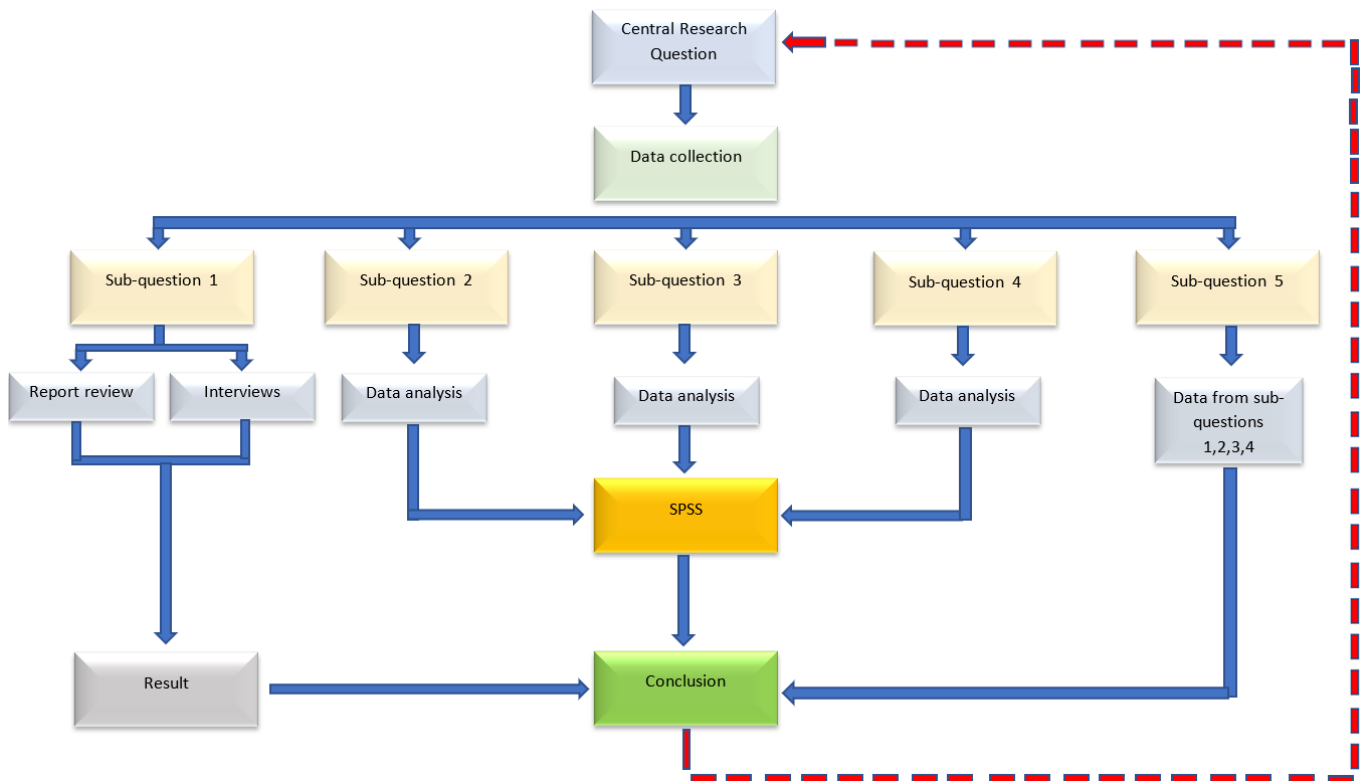 Central Research
Question
Data collection
Sub-question 1
Sub-question 2
Sub-question 3
Sub-question 4
Sub-question 5
Report review
Interviews
Data analysis
Data analysis
Data analysis
Data from sub-
questions
1,2,3,4
SPSS
Result
Conclusion